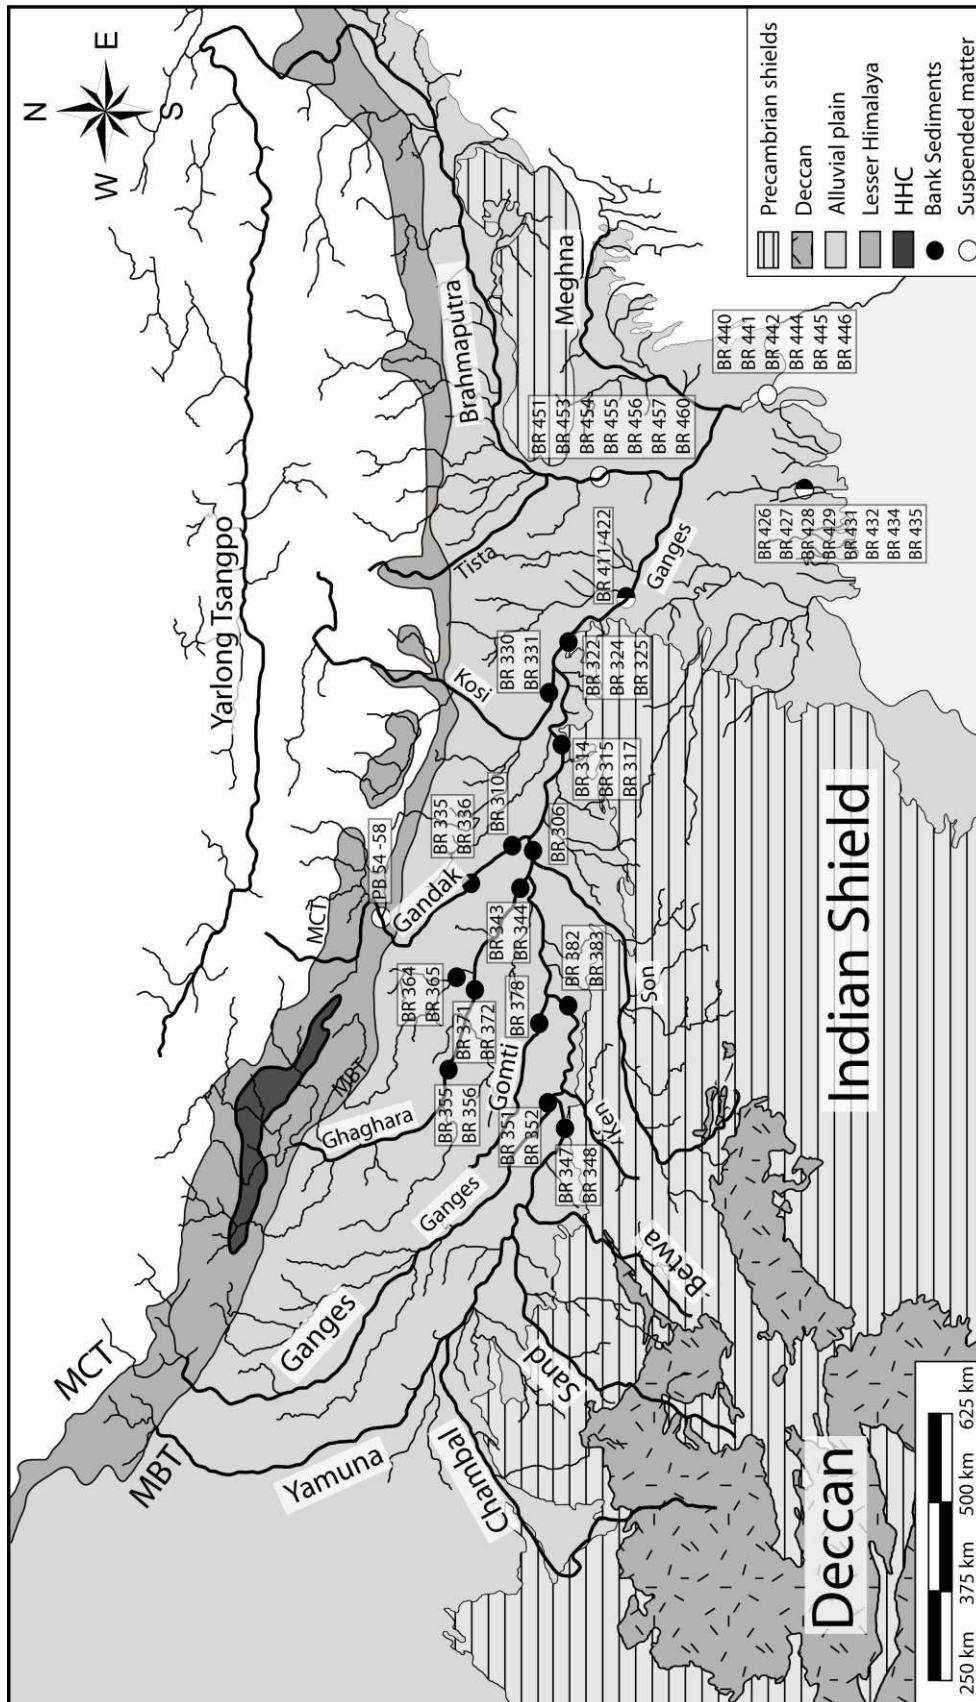 N
W
E
S
MCT
MBT
MCT
MBT
Yarlong Tsangpo
Brahmaputra
Meghna
Tista
Kosi
Gandak
Ghaghara
Gomti
Ganges
Ganges
Ganges
Yamuna
Chambal
Sand
Betwa
Ken
Son
Indian Shield
Deccan
PB 54 -58
BR 335
BR 336
BR 310
BR 306
BR 330
BR 331
BR 314
BR 315
BR 317
BR 322
BR 324
BR 325
BR 411-422
BR 343
BR 344
BR 364
BR 365
BR 371
BR 372
BR 378
BR 382
BR 383
BR 355
BR 356
BR 351
BR 352
BR 347
BR 348
BR 451
BR 453
BR 454
BR 455
BR 456
BR 457
BR 460
BR 440
BR 441
BR 442
BR 444
BR 445
BR 446
BR 426
BR 427
BR 428
BR 429
BR 431
BR 432
BR 434
BR 435
Precambrian shields
Deccan
Alluvial plain
Lesser Himalaya
HHC
Bank Sediments
Suspended matter
250 km 375 km 500 km 625 km